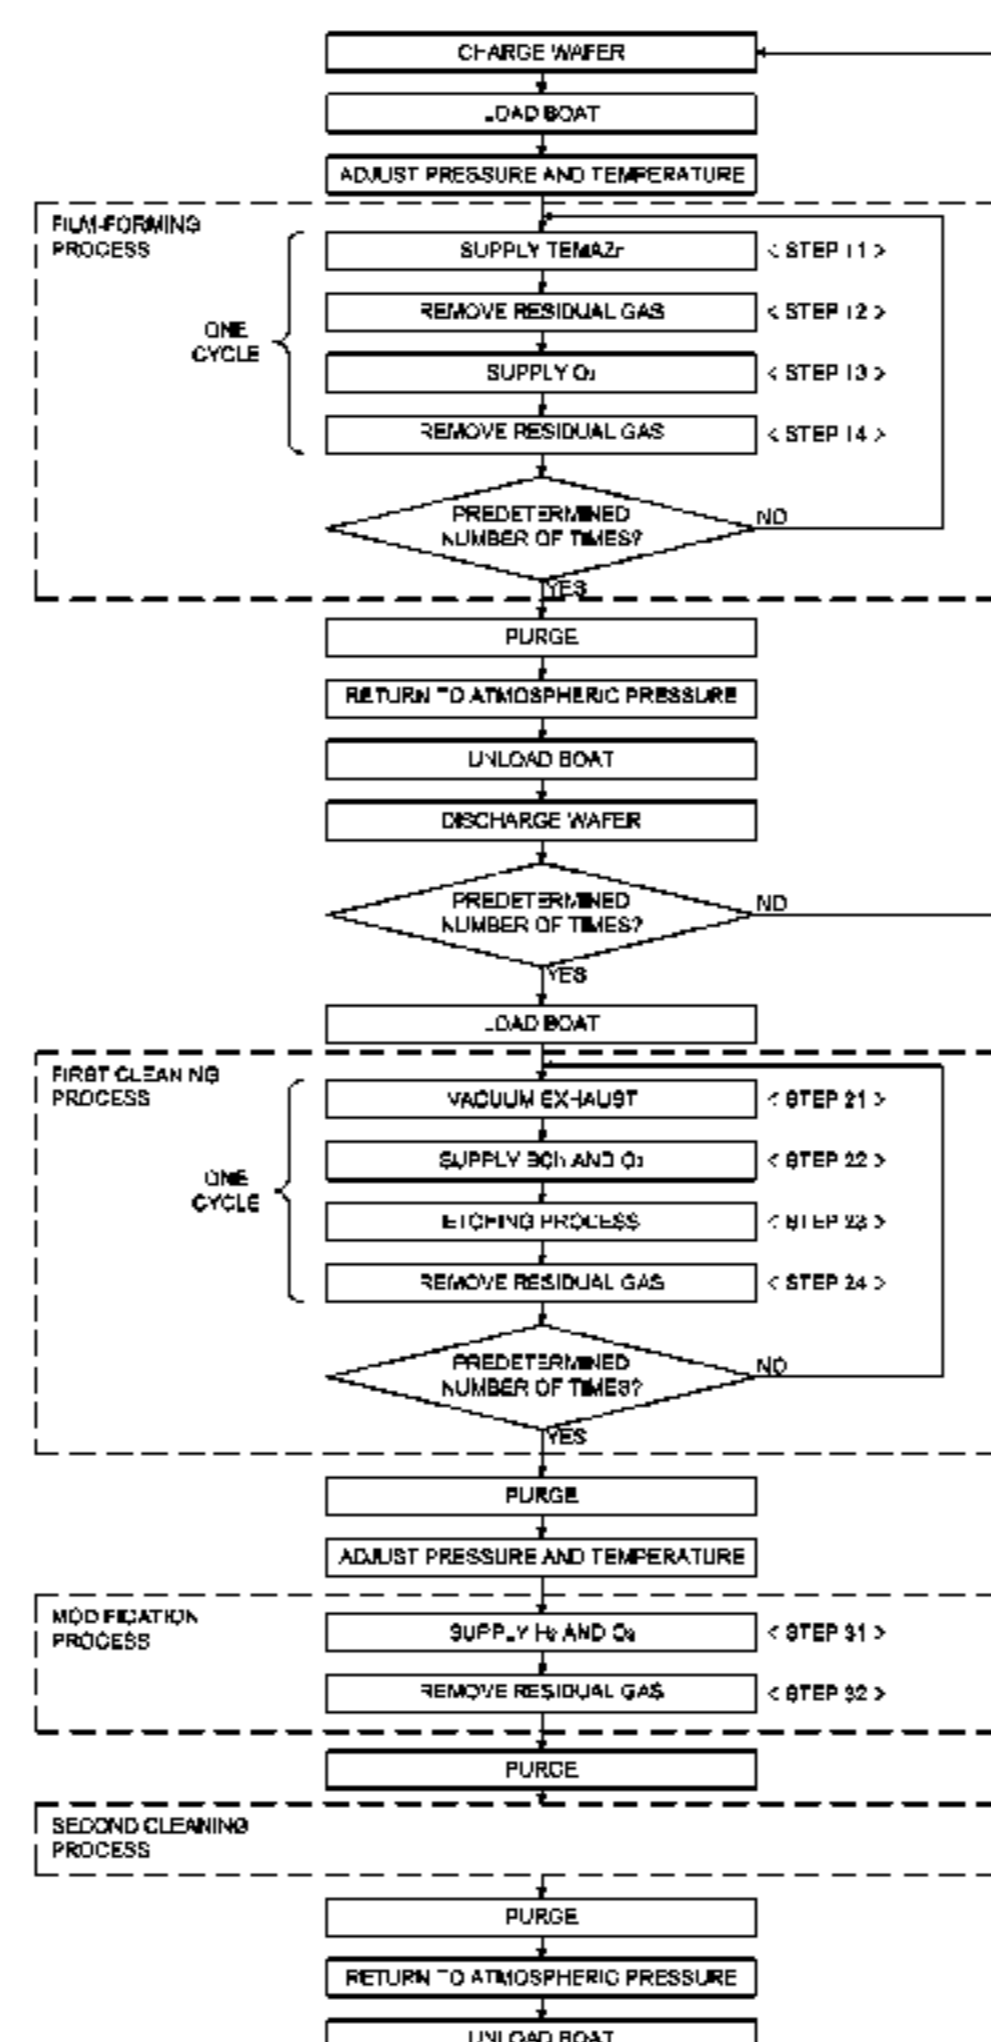 CHARGE WAFER
LOAD BOAT
ADJUST PRESSURE AND TEMPERATURE
FILM-FORMING
PROCESS
SUPPLY TEMAZr
< STEP 11 >
REMOVE RESIDUAL GAS
< STEP 12 >
ONE
CYCLE
SUPPLY O₃
< STEP 13 >
REMOVE RESIDUAL GAS
< STEP 14 >
PREDETERMINED
NUMBER OF TIMES?
NO
YES
PURGE
RETURN TO ATMOSPHERIC PRESSURE
UNLOAD BOAT
DISCHARGE WAFER
PREDETERMINED
NUMBER OF TIMES?
NO
YES
LOAD BOAT
FIRST CLEANING
PROCESS
VACUUM EXHAUST
< STEP 21 >
SUPPLY BCl₃ AND O₂
< STEP 22 >
ONE
CYCLE
ETCHING PROCESS
< STEP 23 >
REMOVE RESIDUAL GAS
< STEP 24 >
PREDETERMINED
NUMBER OF TIMES?
NO
YES
PURGE
ADJUST PRESSURE AND TEMPERATURE
MODIFICATION
PROCESS
SUPPLY H₂ AND O₂
< STEP 31 >
REMOVE RESIDUAL GAS
< STEP 32 >
PURGE
SECOND CLEANING
PROCESS
PURGE
RETURN TO ATMOSPHERIC PRESSURE
UNLOAD BOAT